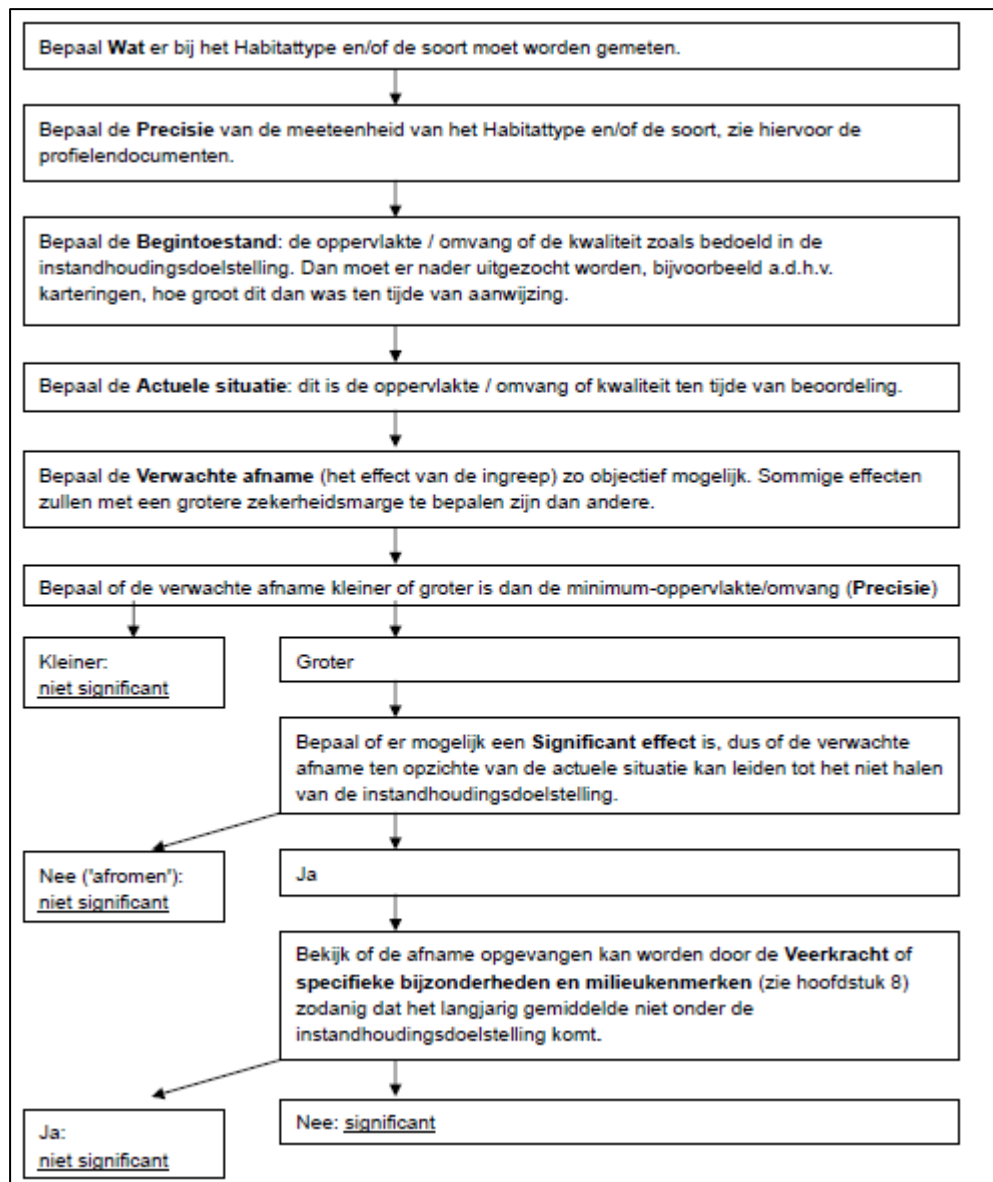 Bepaal Wat er bij het Habitattype en/of de soort moet worden gemeten.
Bepaal de Precisie van de meeteenheid van het Habitattype en/of de soort, zie hiervoor de
profielendocumenten.
Bepaal de Begintoestand: de oppervlakte / omvang of de kwaliteit zoals bedoeld in de
instandhoudingsdoelstelling. Dan moet er nader uitgezocht worden, bijvoorbeeld a.d.h.v.
karteringen, hoe groot dit dan was ten tijde van aanwijzing.
Bepaal de Actuele situatie: dit is de oppervlakte / omvang of kwaliteit ten tijde van beoordeling.
Bepaal de Verwachte afname (het effect van de ingreep) zo objectief mogelijk. Sommige effecten
zullen met een grotere zekerheidsmarge te bepalen zijn dan andere.
Bepaal of de verwachte afname kleiner of groter is dan de minimum-oppervlakte/omvang (Precisie)
Kleiner:
niet significant
Groter
Bepaal of er mogelijk een Significant effect is, dus of de verwachte
afname ten opzichte van de actuele situatie kan leiden tot het niet halen
van de instandhoudingsdoelstelling.
Nee ('afromen'):
niet significant
Ja
Bekijk of de afname opgevangen kan worden door de Veerkracht of
specifieke bijzonderheden en milieukenmerken (zie hoofdstuk 8)
zodanig dat het langjarig gemiddelde niet onder de
instandhoudingsdoelstelling komt.
Ja:
niet significant
Nee: significant